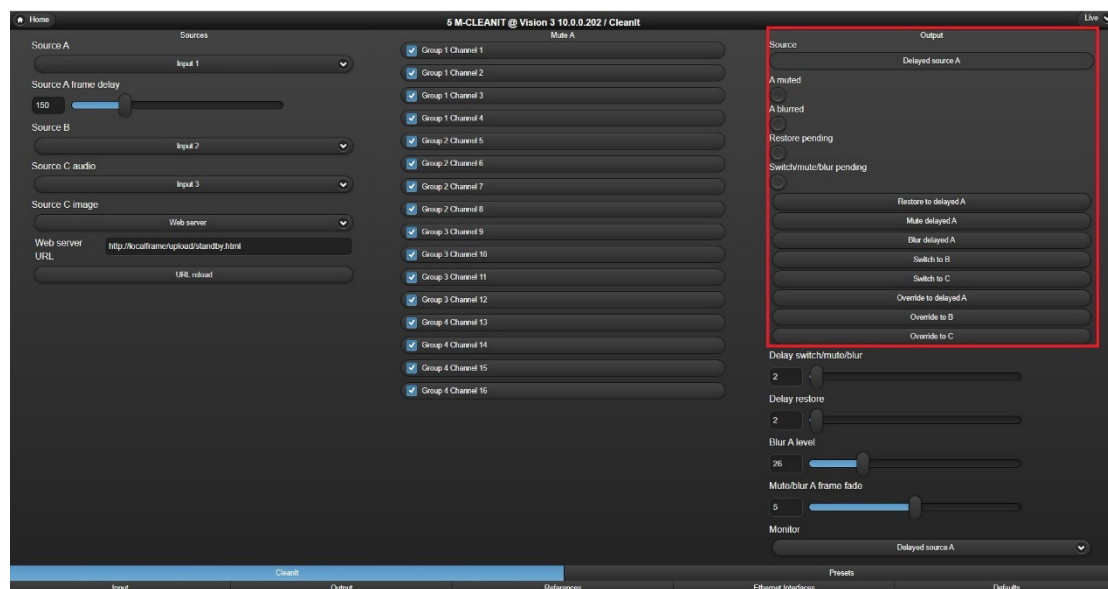 Home
5 M-CLEANIT @ Vision 3 10.0.0.202 / CleanIt
Live
Sources
Source A
Input 1
Source A frame delay
150
Source B
Input 2
Source C audio
Input 3
Source C image
Web server
Web server URL
http://localframe/upload/standby.html
URL reload
Mute A
Group 1 Channel 1
Group 1 Channel 2
Group 1 Channel 3
Group 1 Channel 4
Group 2 Channel 5
Group 2 Channel 6
Group 2 Channel 7
Group 2 Channel 8
Group 3 Channel 9
Group 3 Channel 10
Group 3 Channel 11
Group 3 Channel 12
Group 4 Channel 13
Group 4 Channel 14
Group 4 Channel 15
Group 4 Channel 16
Output
Source
Delayed source A
A muted
A blurred
Restore pending
Switch/mute/blur pending
Restore to delayed A
Mute delayed A
Blur delayed A
Switch to B
Switch to C
Override to delayed A
Override to B
Override to C
Delay switch/mute/blur
2
Delay restore
2
Blur A level
26
Mute/blur A frame fade
5
Monitor
Delayed source A
CleanIt
Presets
Input
Output
References
Ethernet Interfaces
Defaults